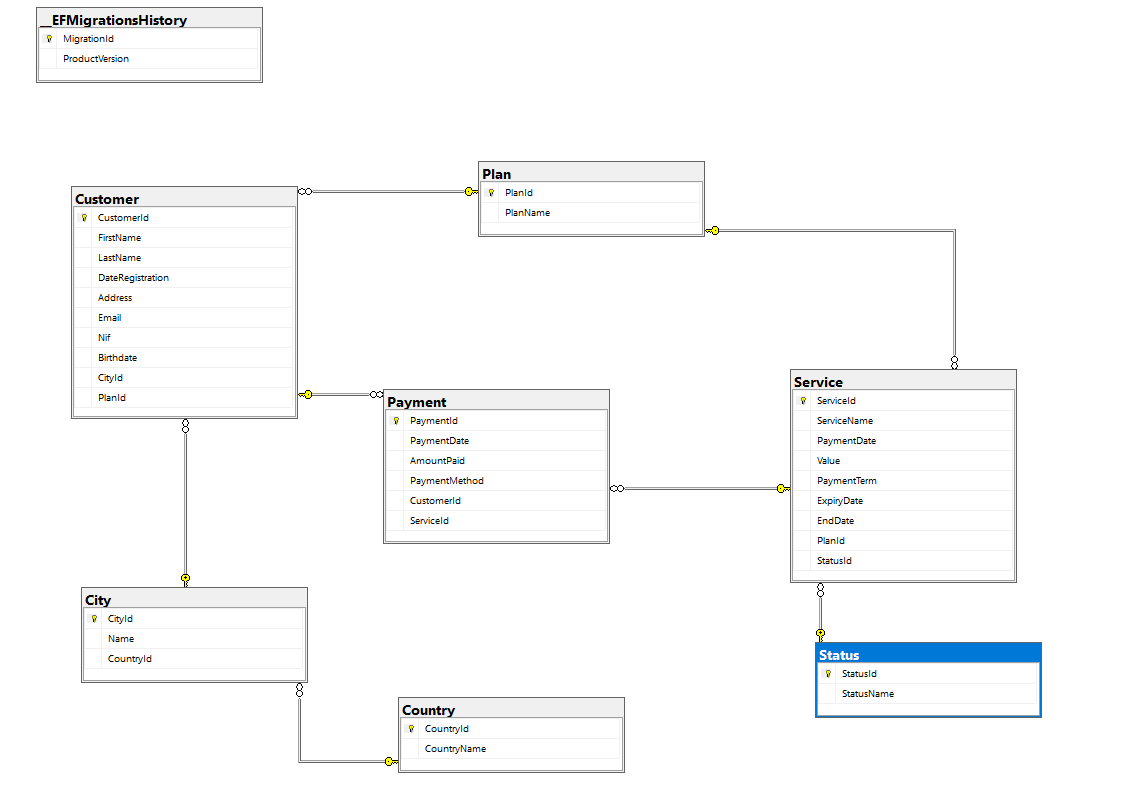 __EFMigrationsHistory
MigrationId
ProductVersion
Plan
PlanId
PlanName
Customer
CustomerId
FirstName
LastName
DateRegistration
Address
Email
Nif
Birthdate
CityId
PlanId
Payment
PaymentId
PaymentDate
AmountPaid
PaymentMethod
CustomerId
ServiceId
Service
ServiceId
ServiceName
PaymentDate
Value
PaymentTerm
ExpiryDate
EndDate
PlanId
StatusId
City
CityId
Name
CountryId
Status
StatusId
StatusName
Country
CountryId
CountryName